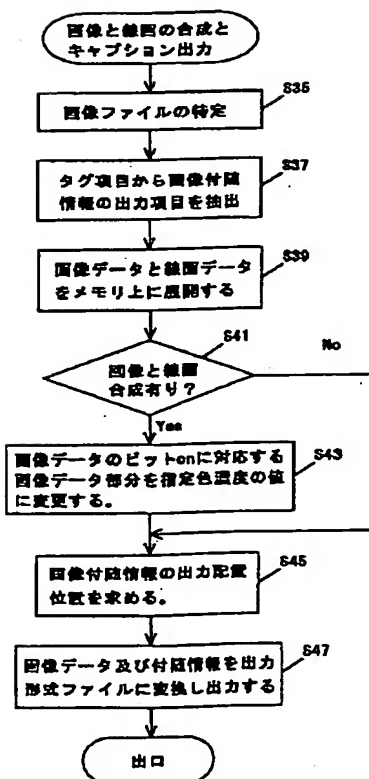 画像と線画の合成と
キャプション出力
S35
画像ファイルの特定
S37
タグ項目から画像付随
情報の出力項目を抽出
S39
画像データと線画データ
をメモリ上に展開する
S41
画像と線画
合成有り？
No
Yes
S43
画像データのビットonに対応する
画像データ部分を指定色濃度の値
に変更する。
S45
画像付随情報の出力配置
位置を求める。
S47
画像データ及び付随情報を出力
形式ファイルに変換し出力する
出口